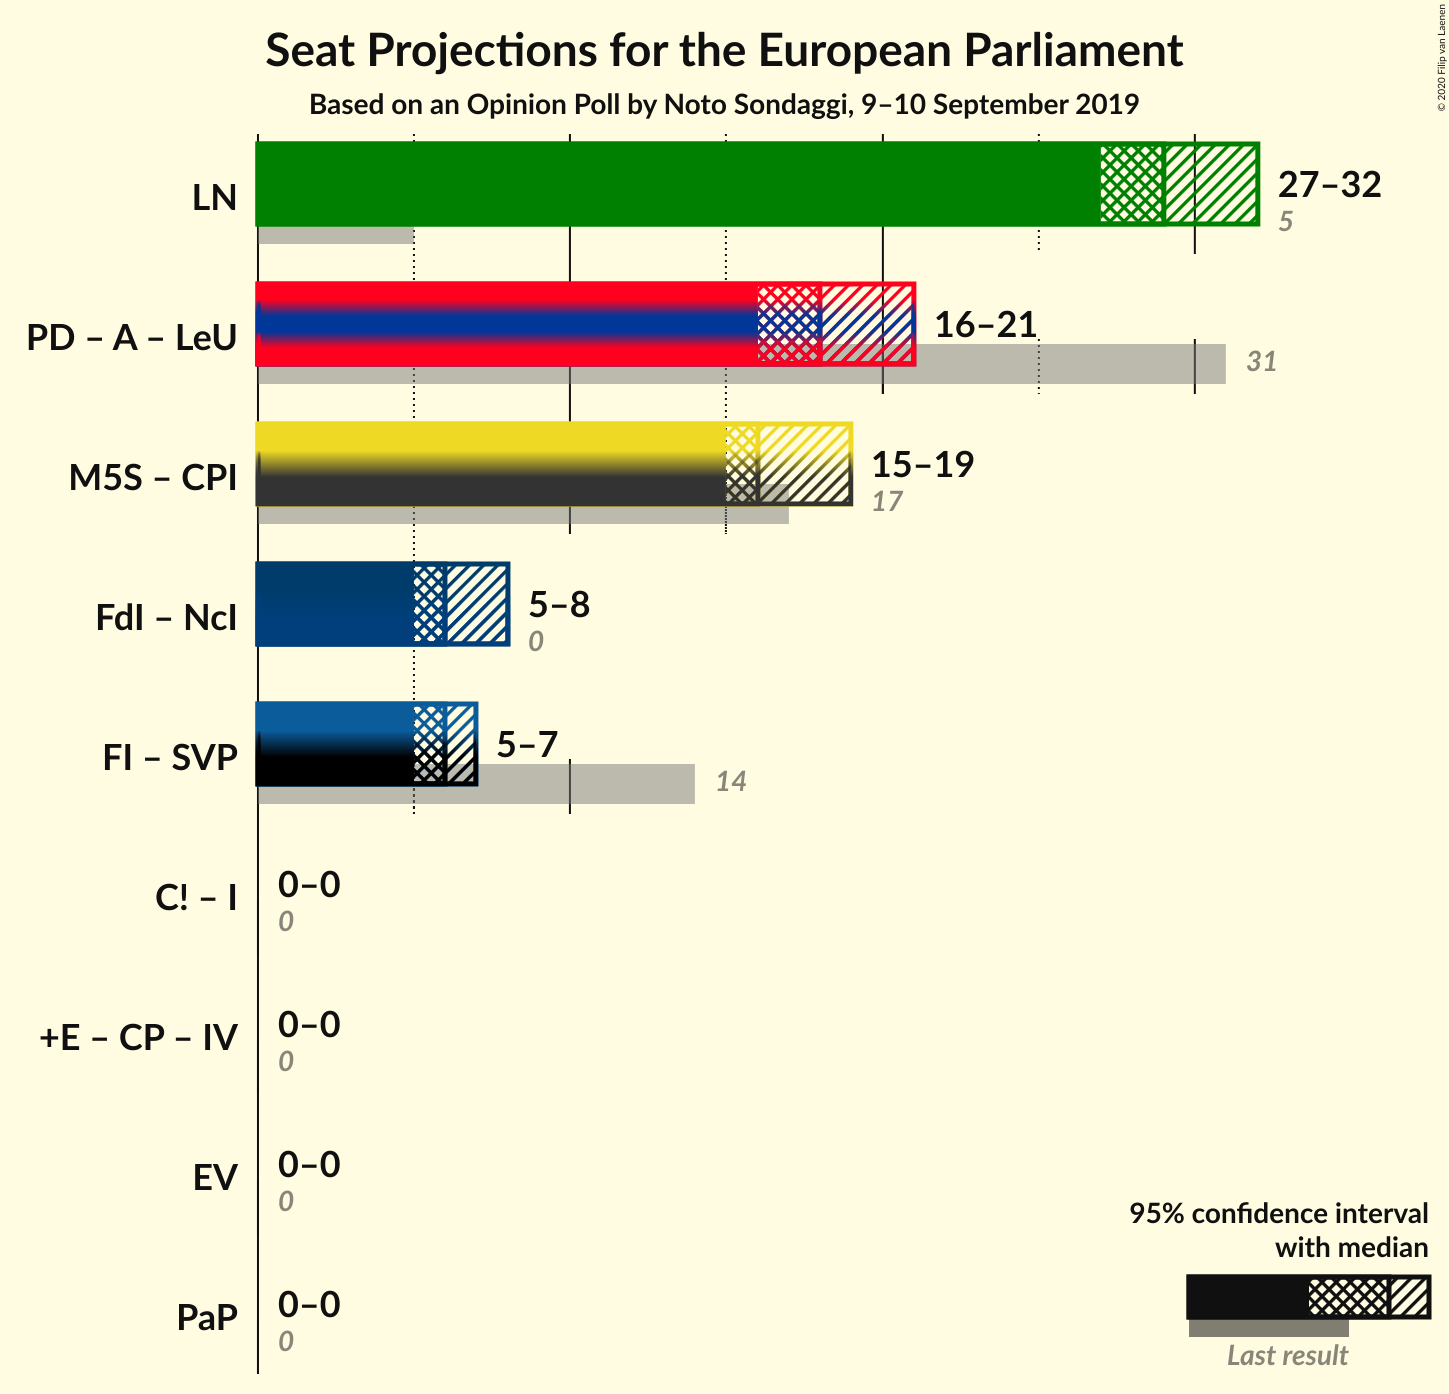 Seat Projections for the European Parliament
Based on an Opinion Poll by Noto Sondaggi, 9–10 September 2019
© 2020 Filip van Laenen
LN
27–32
5
PD – A – LeU
16–21
31
M5S – CPI
15–19
17
FdI – NcI
5–8
0
FI – SVP
5–7
14
C! – I
0–0
0
+E – CP – IV
0–0
0
EV
0–0
0
PaP
0–0
0
95% confidence interval
with median
Last result